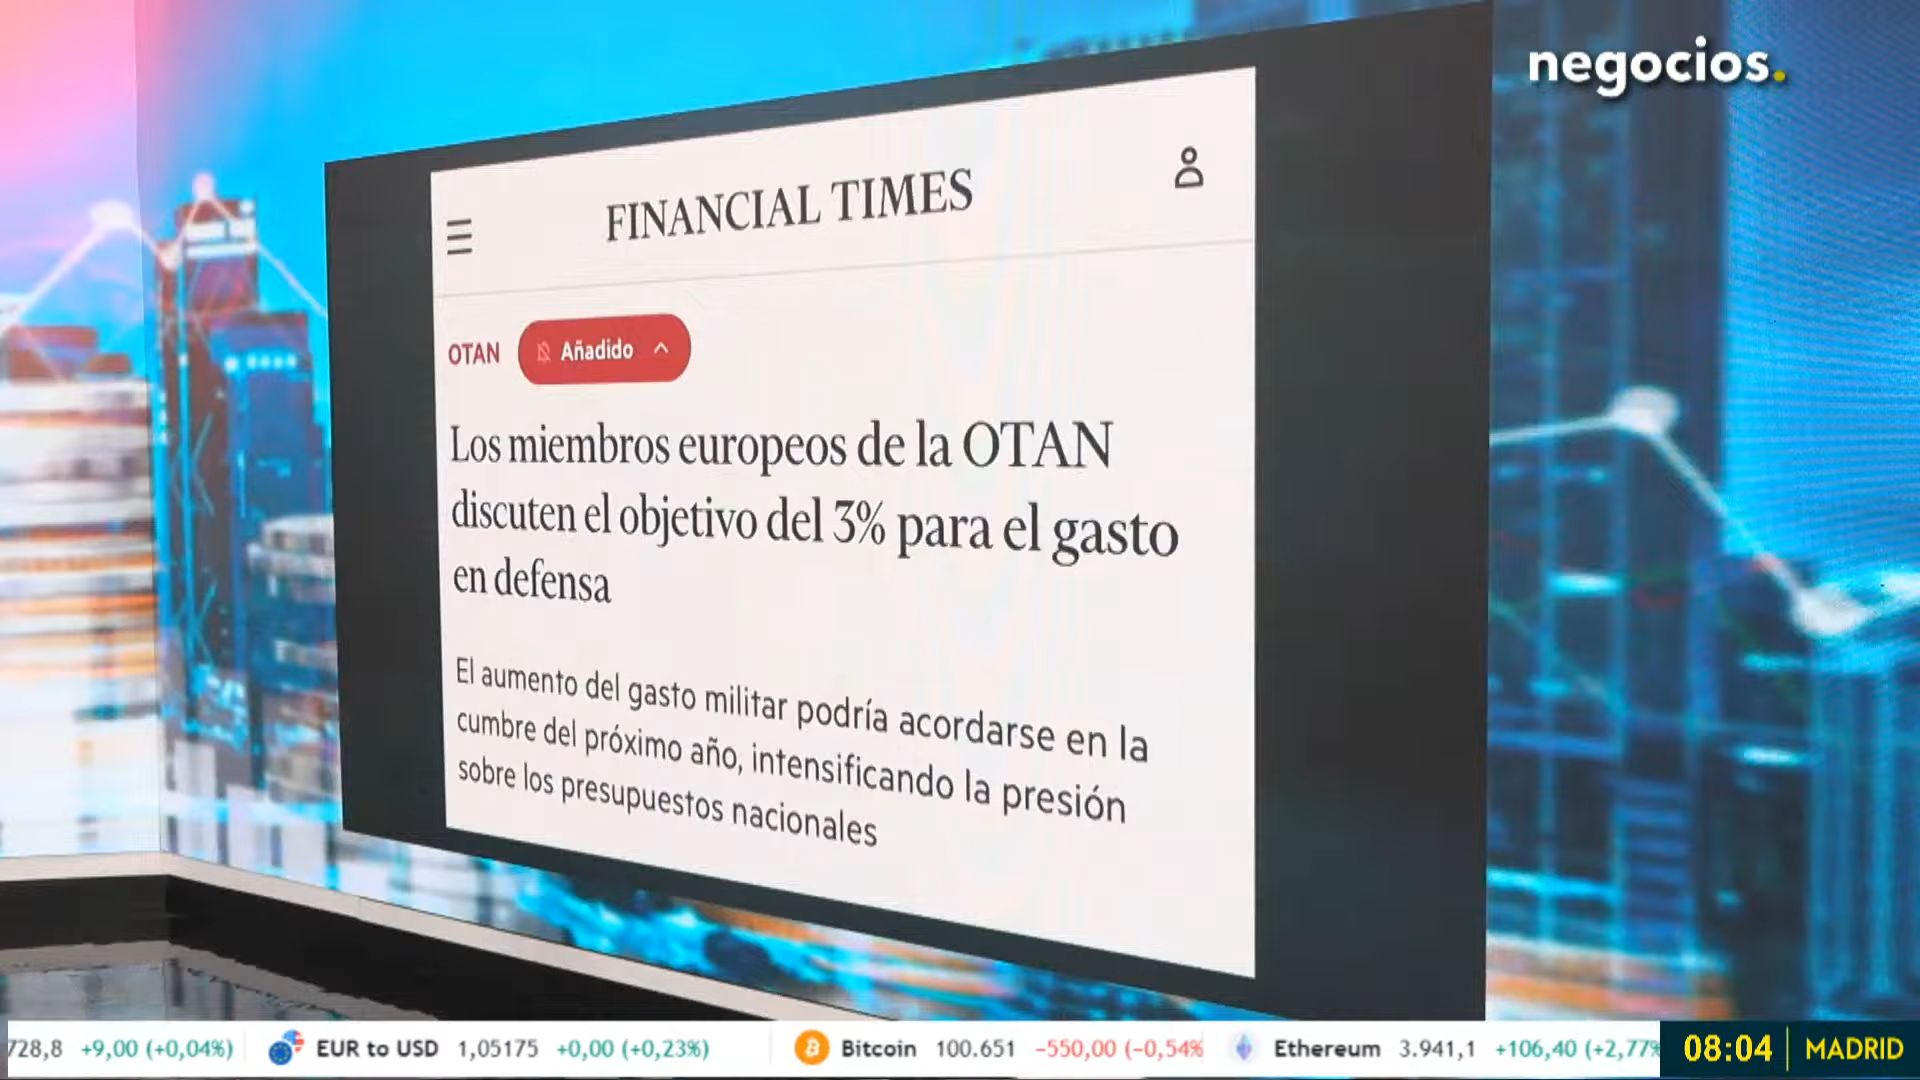 negocios.
FINANCIAL TIMES
OTAN
Añadido
Los miembros europeos de la OTAN
discuten el objetivo del 3% para el gasto
en defensa
El aumento del gasto militar podría acordarse en la
cumbre del próximo año, intensificando la presión
sobre los presupuestos nacionales
728,8 +9,00 (+0,04%) EUR to USD 1,05175 +0,00 (+0,23%) Bitcoin 100.651 -550,00 (-0,54% Ethereum 3.941,1 +106,40 (+2,77% 08:04 MADRID